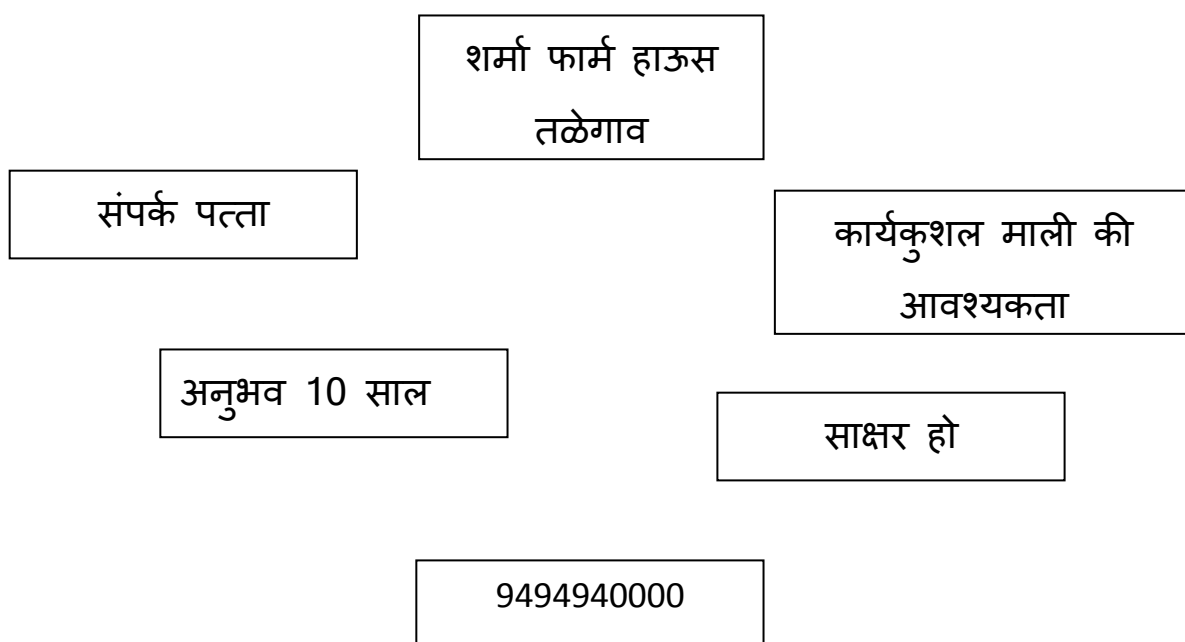 शर्मा फार्म हाऊस
तळेगाव
संपर्क पत्ता
कार्यकुशल माली की
आवश्यकता
अनुभव 10 साल
साक्षर हो
9494940000